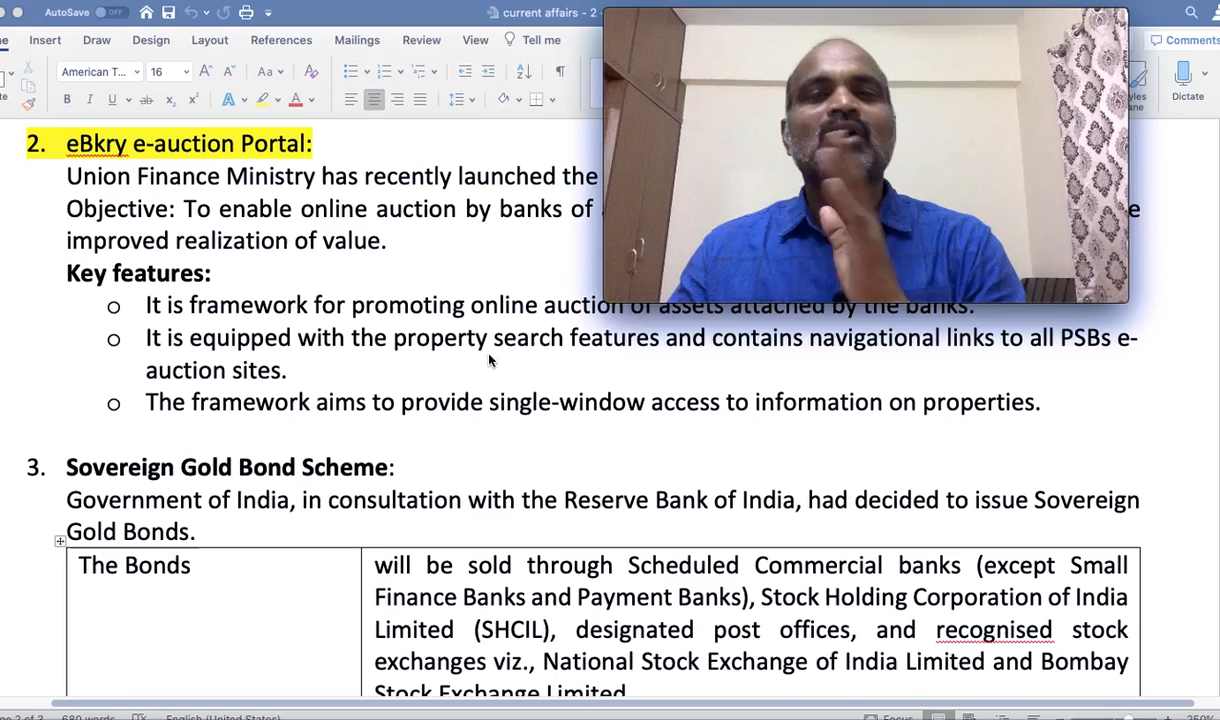 AutoSave OFF
current affairs - 2 -
Insert Draw Design Layout References Mailings Review View Tell me
Comments
American T... 16
Dictate
2. eBkry e-auction Portal:
Union Finance Ministry has recently launched the
Objective: To enable online auction by banks of
improved realization of value.
Key features:
o It is framework for promoting online auction of assets attached by the banks.
o It is equipped with the property search features and contains navigational links to all PSBs e-
auction sites.
o The framework aims to provide single-window access to information on properties.
3. Sovereign Gold Bond Scheme:
Government of India, in consultation with the Reserve Bank of India, had decided to issue Sovereign
Gold Bonds.
The Bonds
will be sold through Scheduled Commercial banks (except Small
Finance Banks and Payment Banks), Stock Holding Corporation of India
Limited (SHCIL), designated post offices, and recognised stock
exchanges viz., National Stock Exchange of India Limited and Bombay
Stock Exchange Limited
680 words English (United States) Focus 250%